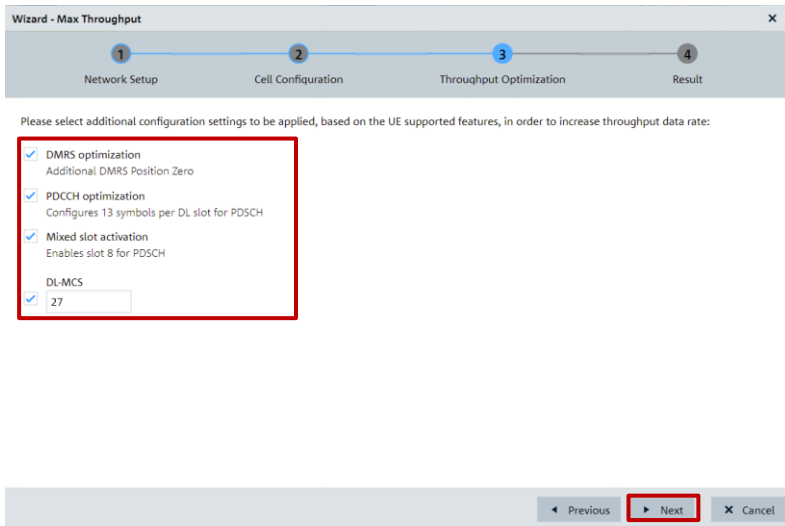 Wizard - Max Throughput
1 2 3 4
Network Setup Cell Configuration Throughput Optimization Result
Please select additional configuration settings to be applied, based on the UE supported features, in order to increase throughput data rate:
DMRS optimization
Additional DMRS Position Zero
PDCCH optimization
Configures 13 symbols per DL slot for PDSCH
Mixed slot activation
Enables slot 8 for PDSCH
DL-MCS
27
Previous Next Cancel